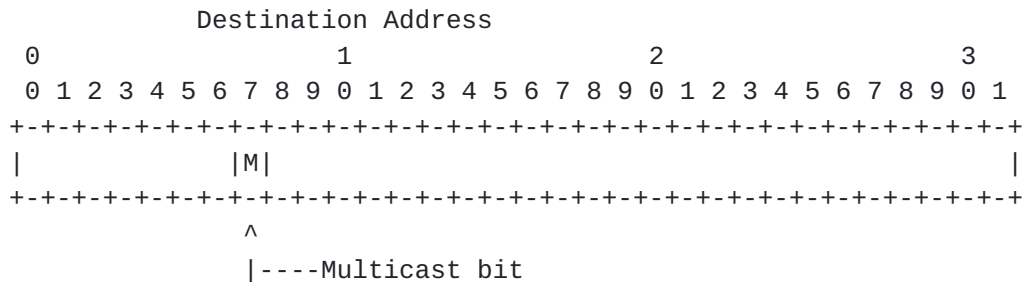 Destination Address
 0                   1                   2                   3
 0 1 2 3 4 5 6 7 8 9 0 1 2 3 4 5 6 7 8 9 0 1 2 3 4 5 6 7 8 9 0 1
+-+-+-+-+-+-+-+-+-+-+-+-+-+-+-+-+-+-+-+-+-+-+-+-+-+-+-+-+-+-+-+-+
|             |M|                                               |
+-+-+-+-+-+-+-+-+-+-+-+-+-+-+-+-+-+-+-+-+-+-+-+-+-+-+-+-+-+-+-+-+
               ^
               |----Multicast bit